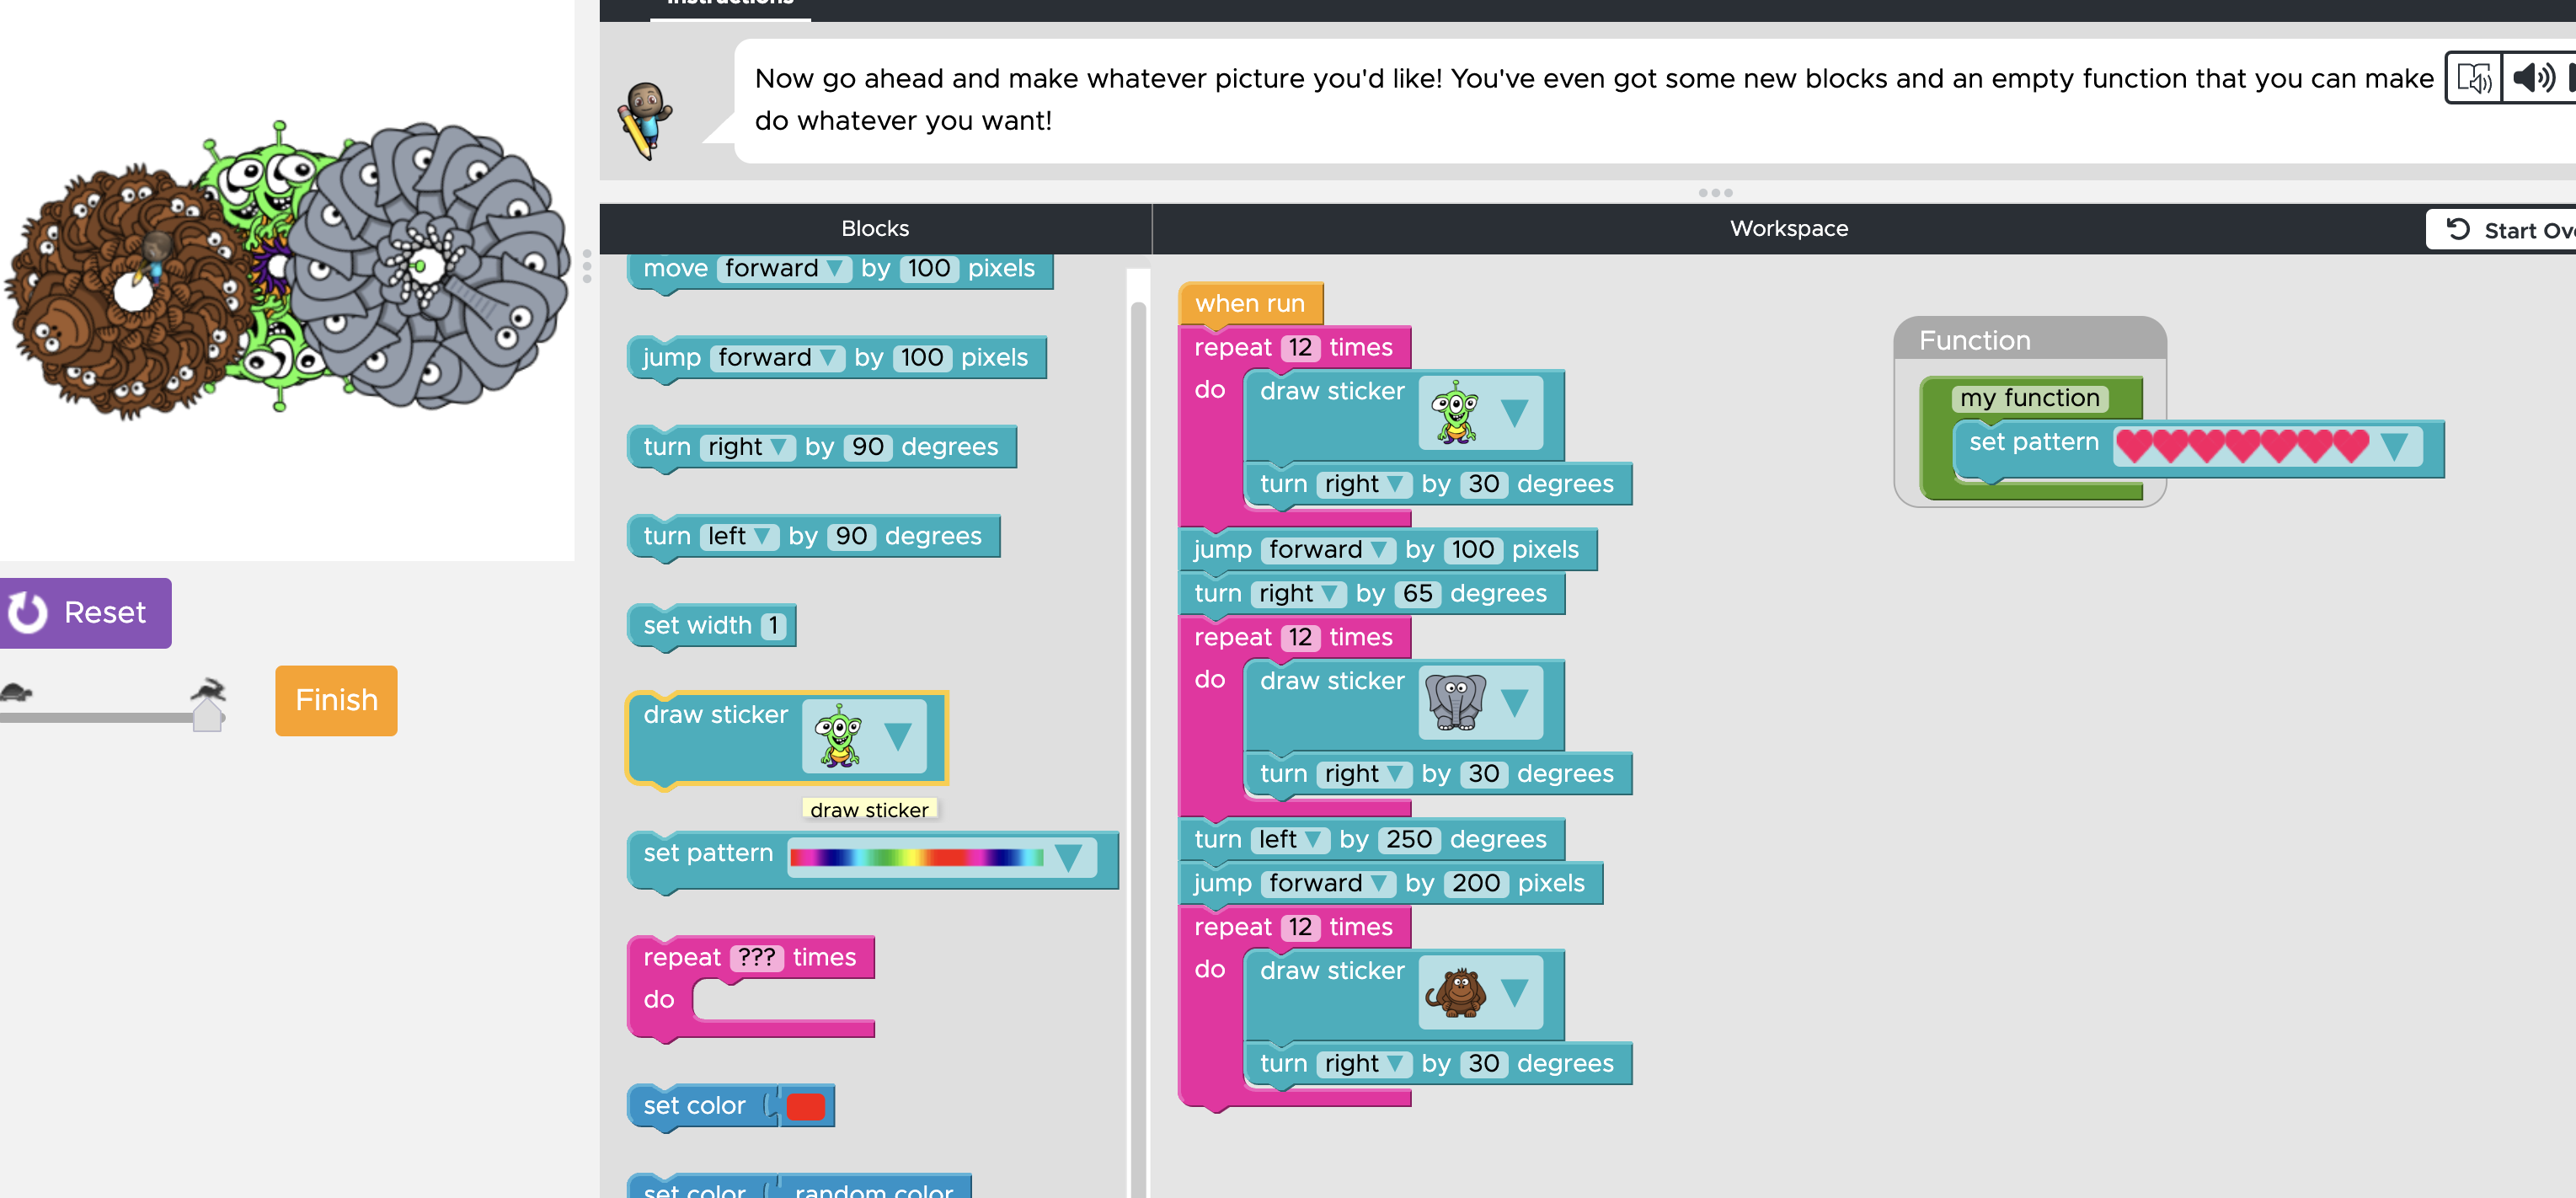 Instructions
Now go ahead and make whatever picture you'd like! You've even got some new blocks and an empty function that you can make
do whatever you want!
Blocks
Workspace
Start Ov
move forward by 100 pixels
jump forward by 100 pixels
turn right by 90 degrees
turn left by 90 degrees
set width 1
draw sticker
draw sticker
set pattern
repeat ??? times
do
set color
set color random color
when run
repeat 12 times
do draw sticker
turn right by 30 degrees
jump forward by 100 pixels
turn right by 65 degrees
repeat 12 times
do draw sticker
turn right by 30 degrees
turn left by 250 degrees
jump forward by 200 pixels
repeat 12 times
do draw sticker
turn right by 30 degrees
Function
my function
set pattern
Reset
Finish